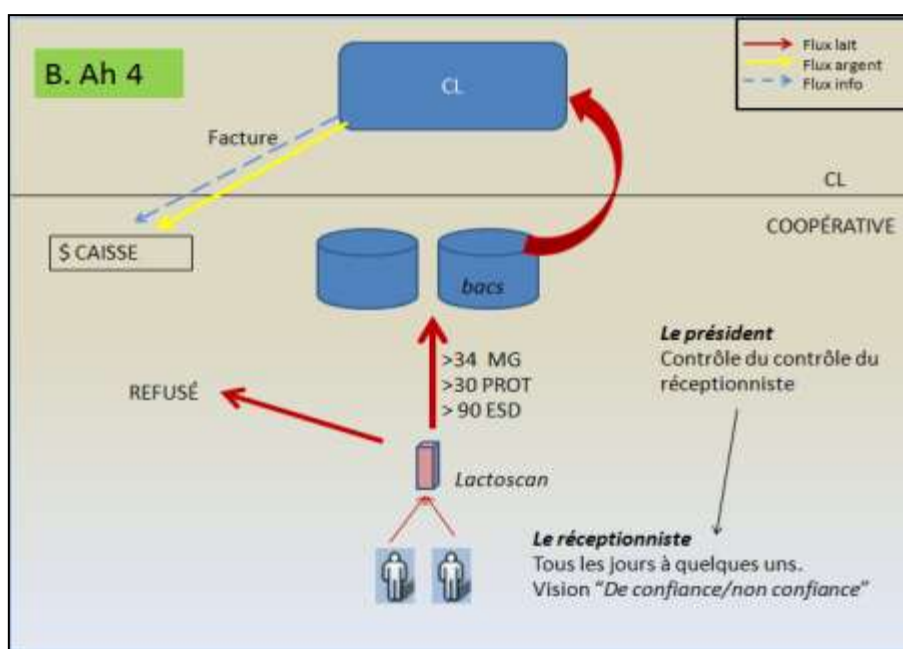 B. Ah 4
CL
Flux lait
Flux argent
Flux info
Facture
CL
COOPÉRATIVE
$ CAISSE
bacs
>34 MG
>30 PROT
> 90 ESD
REFUSÉ
Le président
Contrôle du contrôle du
réceptionniste
Lactoscan
Le réceptionniste
Tous les jours à quelques uns.
Vision “De confiance/non confiance”